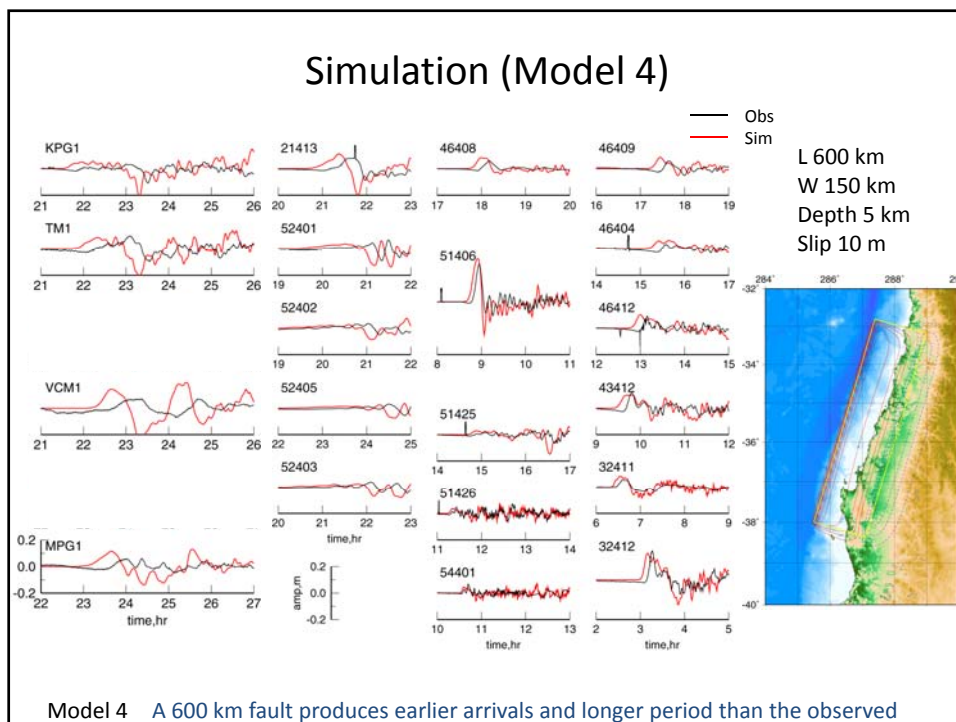 Simulation (Model 4)
Obs
Sim
L 600 km
W 150 km
Depth 5 km
Slip 10 m
KPG1
21 22 23 24 25 26
TM1
21 22 23 24 25 26
VCM1
21 22 23 24 25 26
MPG1
0.2
0.0
-0.2
22 23 24 25 26 27
time,hr
21413
20 21 22 23
52401
19 20 21 22
52402
19 20 21 22
52405
22 23 24 25
52403
20 21 22 23
time,hr
amp,m
0.2
0.0
-0.2
46408
17 18 19 20
51406
8 9 10 11
51425
14 15 16 17
51426
11 12 13 14
54401
10 11 12 13
time,hr
46409
16 17 18 19
46404
14 15 16 17
46412
12 13 14 15
43412
9 10 11 12
32411
6 7 8 9
32412
2 3 4 5
time,hr
284° 286° 288°
-32°
-34°
-36°
-38°
-40°
Model 4 A 600 km fault produces earlier arrivals and longer period than the observed